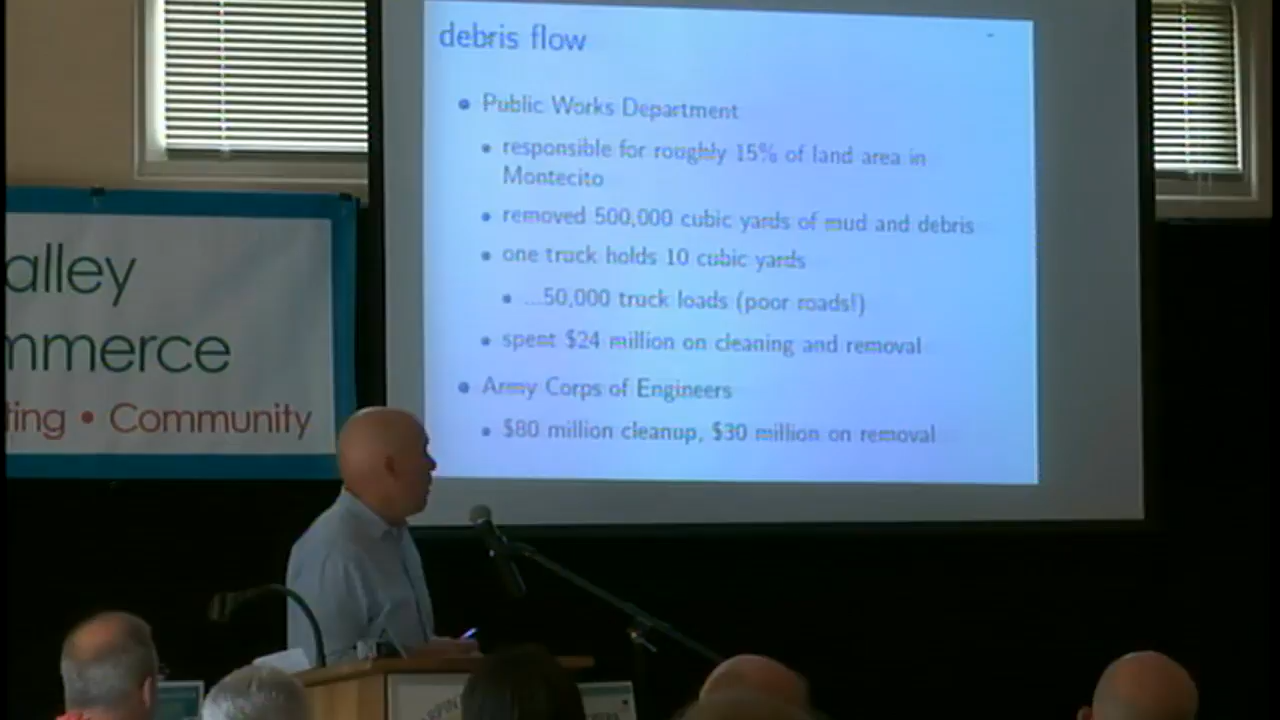 debris flow
• Public Works Department
• responsible for roughly 15% of land area in
Montecito
• removed 500,000 cubic yards of mud and debris
• one truck holds 10 cubic yards
• ...50,000 truck loads (poor roads!)
• spent $24 million on cleaning and removal
• Army Corps of Engineers
• $80 million cleanup, $30 million on removal
alley
mmerce
ting • Community